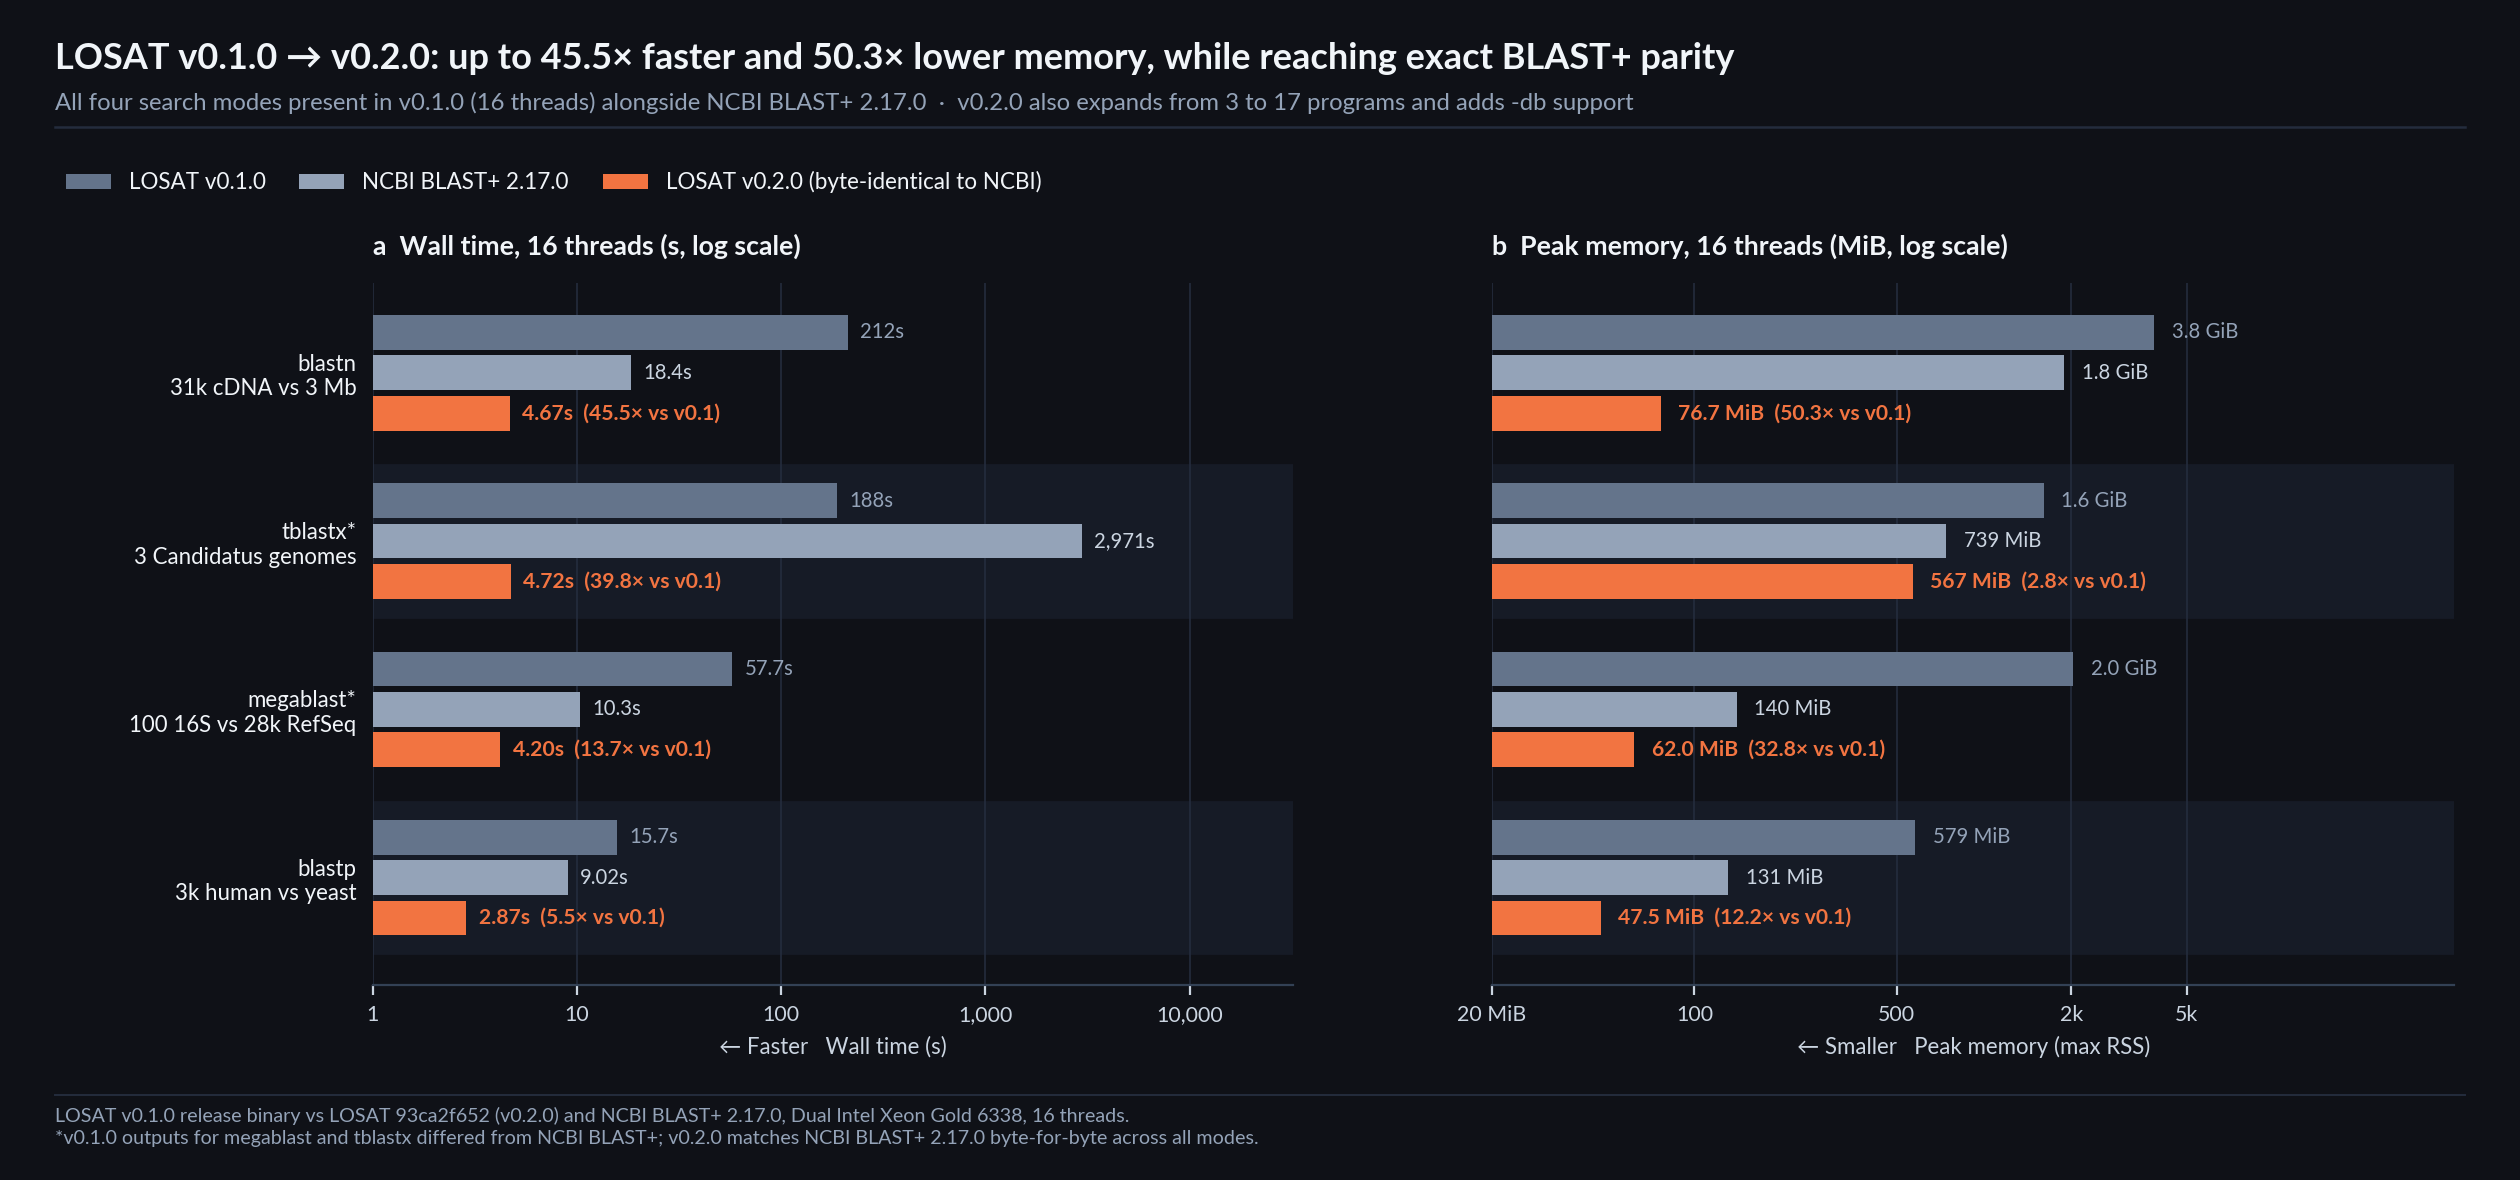 LOSAT v0.1.0 → v0.2.0: up to 45.5× faster and 50.3× lower memory, while reaching exact BLAST+ parity
All four search modes present in v0.1.0 (16 threads) alongside NCBI BLAST+ 2.17.0 · v0.2.0 also expands from 3 to 17 programs and adds -db support
LOSAT v0.1.0
NCBI BLAST+ 2.17.0
LOSAT v0.2.0 (byte-identical to NCBI)
a Wall time, 16 threads (s, log scale)
blastn
31k cDNA vs 3 Mb
212s
18.4s
4.67s (45.5× vs v0.1)
tblastx*
3 Candidatus genomes
188s
2,971s
4.72s (39.8× vs v0.1)
megablast*
100 16S vs 28k RefSeq
57.7s
10.3s
4.20s (13.7× vs v0.1)
blastp
3k human vs yeast
15.7s
9.02s
2.87s (5.5× vs v0.1)
1 10 100 1,000 10,000
← Faster Wall time (s)
b Peak memory, 16 threads (MiB, log scale)
3.8 GiB
1.8 GiB
76.7 MiB (50.3× vs v0.1)
1.6 GiB
739 MiB
567 MiB (2.8× vs v0.1)
2.0 GiB
140 MiB
62.0 MiB (32.8× vs v0.1)
579 MiB
131 MiB
47.5 MiB (12.2× vs v0.1)
20 MiB 100 500 2k 5k
← Smaller Peak memory (max RSS)
LOSAT v0.1.0 release binary vs LOSAT 93ca2f652 (v0.2.0) and NCBI BLAST+ 2.17.0, Dual Intel Xeon Gold 6338, 16 threads.
*v0.1.0 outputs for megablast and tblastx differed from NCBI BLAST+; v0.2.0 matches NCBI BLAST+ 2.17.0 byte-for-byte across all modes.